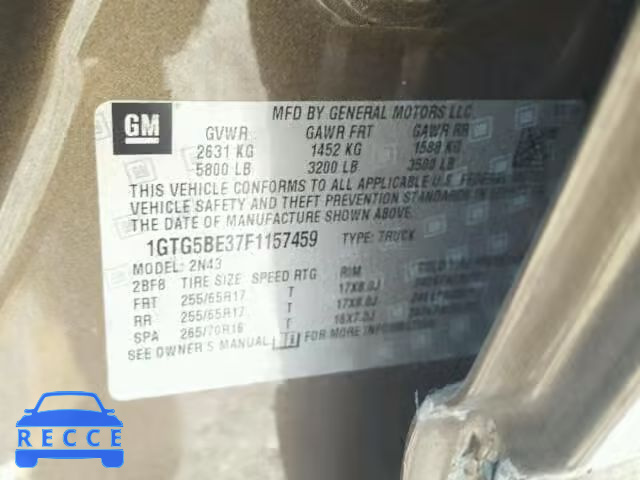 GM
MFD BY GENERAL MOTORS LLC
GVWR GAWR FRT GAWR RR
2631 KG 1452 KG 1588 KG
5800 LB 3200 LB 3500 LB
THIS VEHICLE CONFORMS TO ALL APPLICABLE U.S. FEDERAL
VEHICLE SAFETY AND THEFT PREVENTION STANDARDS IN
THE DATE OF MANUFACTURE SHOWN ABOVE.
1GTG5BE37F1157459 TYPE: TRUCK
MODEL: 2N43
2BF8 TIRE SIZE SPEED RTG RIM
FRT 255/65R17 T 17X8.0J
RR 255/65R17 T 17X8.0J
SPA 265/70R16 T 16X7.0J
SEE OWNER'S MANUAL i FOR MORE INFORMATION
RECCE